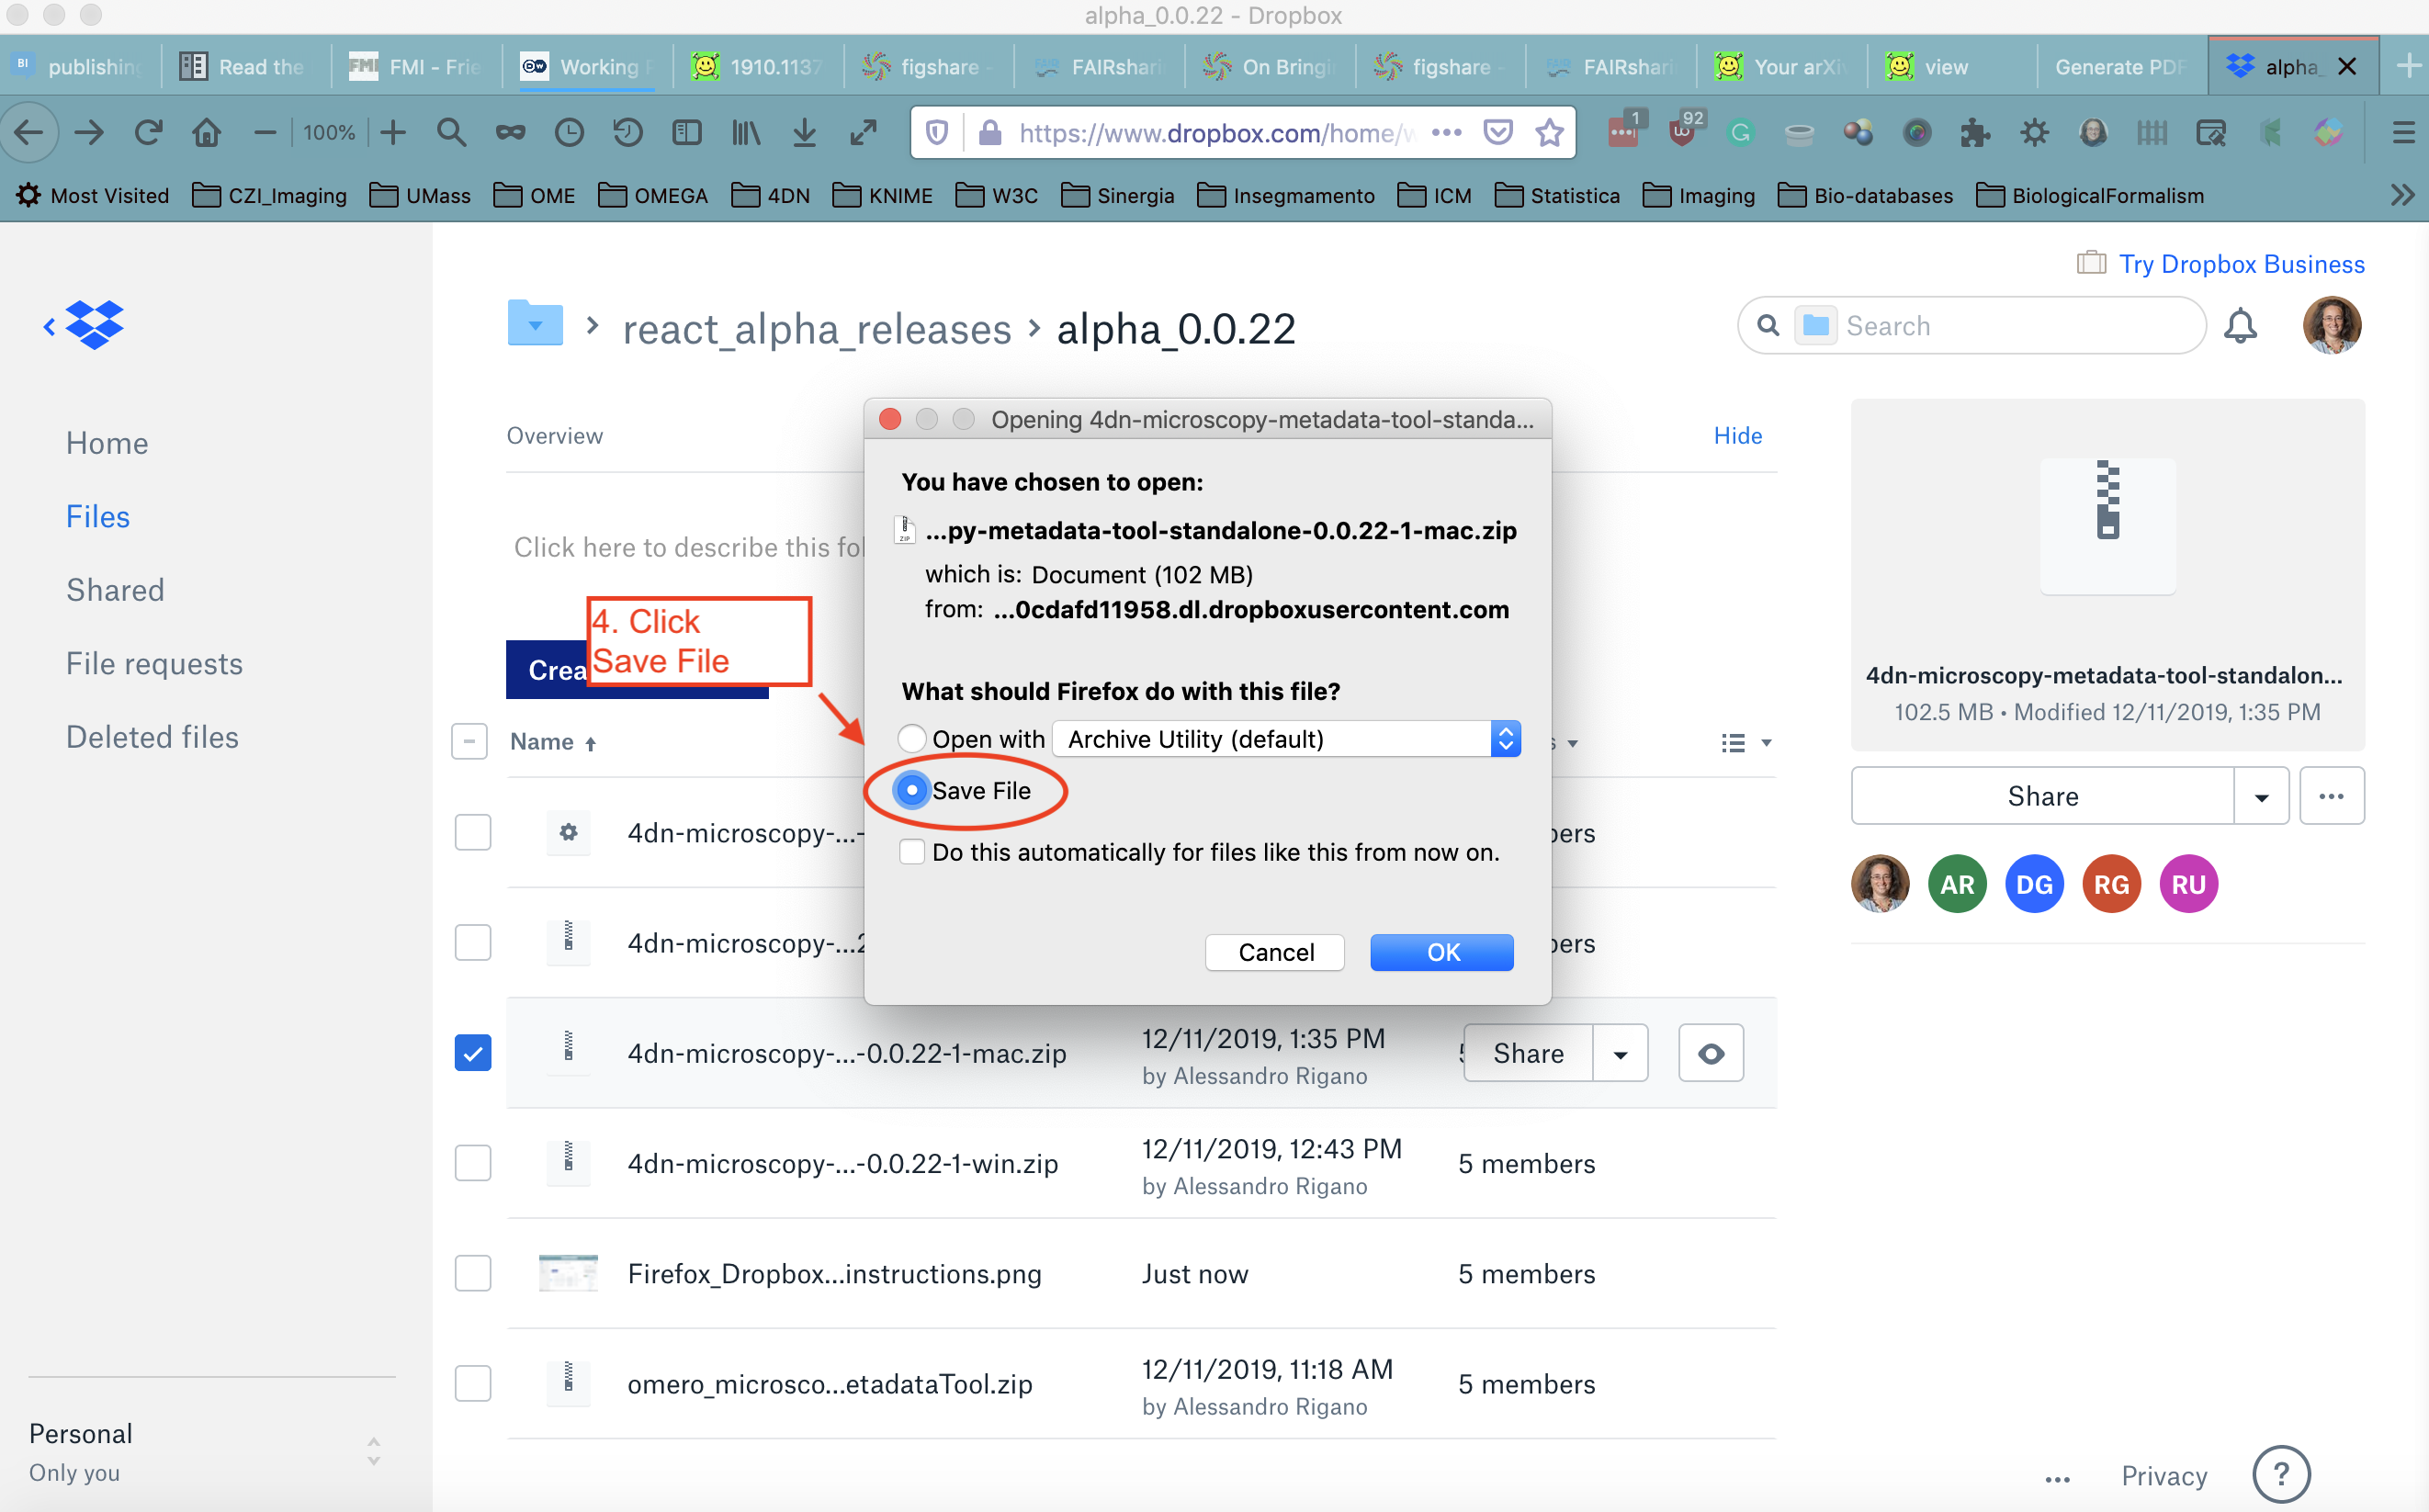 alpha_0.0.22 - Dropbox
BI publishing Read the FMI FMI - Frie Working 1910.1137 figshare - FAIRshari On Bringi figshare - FAIRshari Your arXi view Generate PDF alpha_
100% https://www.dropbox.com/home/w 1 92
Most Visited CZI_Imaging UMass OME OMEGA 4DN KNIME W3C Sinergia Insegmamento ICM Statistica Imaging Bio-databases BiologicalFormalism
Try Dropbox Business
react_alpha_releases > alpha_0.0.22
Search
Home
Files
Shared
File requests
Deleted files
Personal
Only you
Overview
Hide
Click here to describe this fol
Crea
4. Click
Save File
Name
Opening 4dn-microscopy-metadata-tool-standa...
You have chosen to open:
ZIP ...py-metadata-tool-standalone-0.0.22-1-mac.zip
which is: Document (102 MB)
from: ...0cdafd11958.dl.dropboxusercontent.com
What should Firefox do with this file?
Open with Archive Utility (default)
Save File
Do this automatically for files like this from now on.
Cancel OK
4dn-microscopy-...- bers
4dn-microscopy-...2 bers
4dn-microscopy-...-0.0.22-1-mac.zip 12/11/2019, 1:35 PM Share
by Alessandro Rigano
4dn-microscopy-...-0.0.22-1-win.zip 12/11/2019, 12:43 PM 5 members
by Alessandro Rigano
Firefox_Dropbox...instructions.png Just now 5 members
omero_microsco...etadataTool.zip 12/11/2019, 11:18 AM 5 members
by Alessandro Rigano
4dn-microscopy-metadata-tool-standalon...
102.5 MB • Modified 12/11/2019, 1:35 PM
Share
AR DG RG RU
Privacy ?